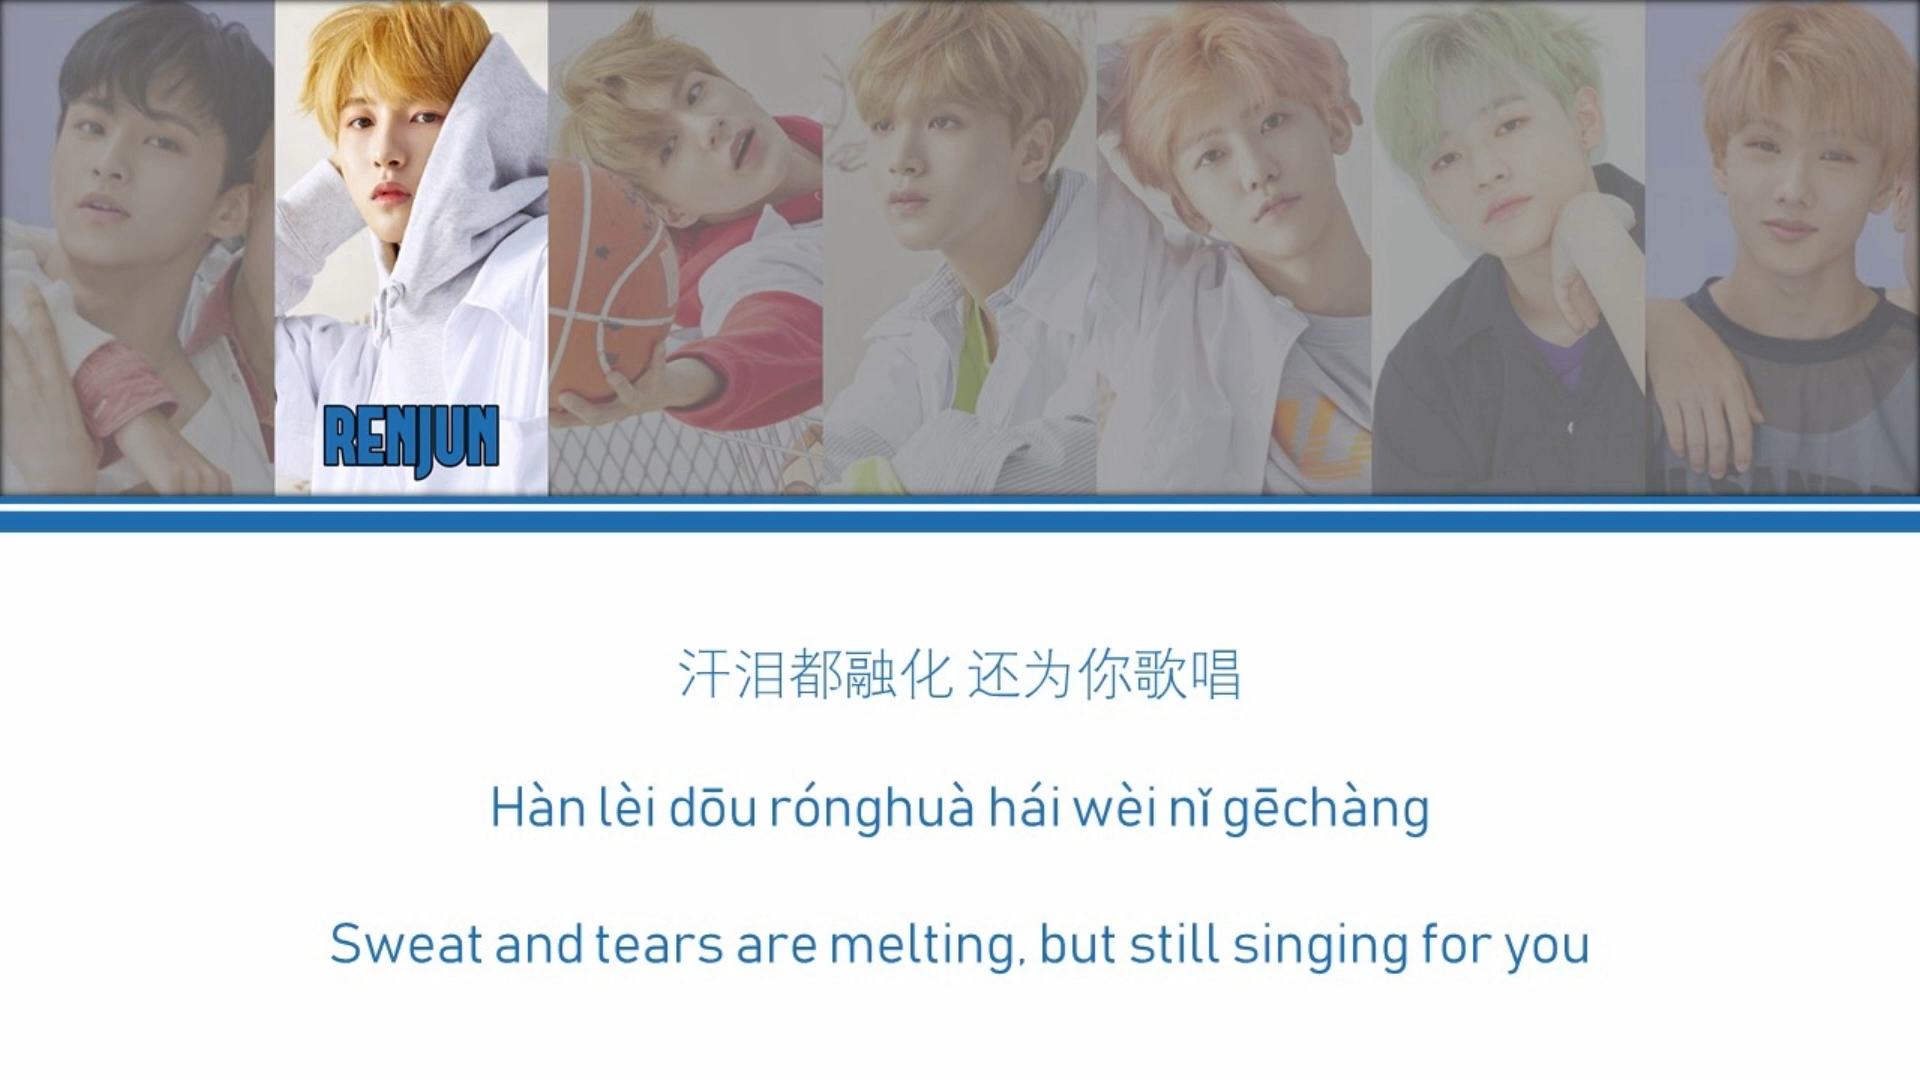 RENJUN
汗泪都融化 还为你歌唱
Hàn lèi dōu rónghuà hái wèi nǐ gēchàng
Sweat and tears are melting, but still singing for you